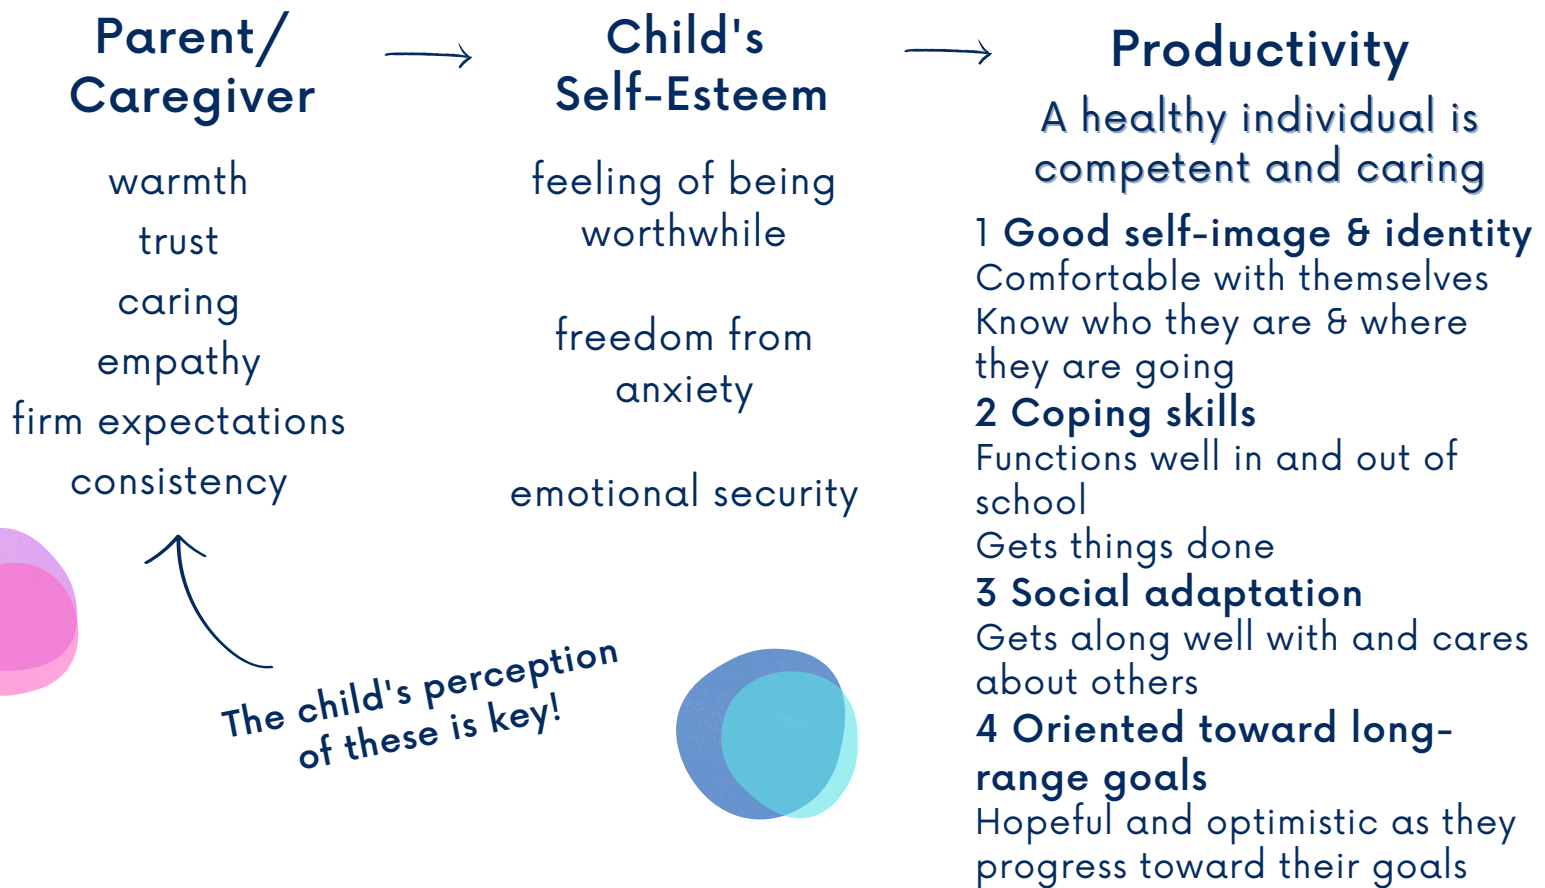 Parent/
Caregiver
warmth
trust
caring
empathy
firm expectations
consistency
The child's perception
of these is key!
Child's
Self-Esteem
feeling of being
worthwhile
freedom from
anxiety
emotional security
Productivity
A healthy individual is
competent and caring
1 Good self-image & identity
Comfortable with themselves
Know who they are & where
they are going
2 Coping skills
Functions well in and out of
school
Gets things done
3 Social adaptation
Gets along well with and cares
about others
4 Oriented toward long-
range goals
Hopeful and optimistic as they
progress toward their goals